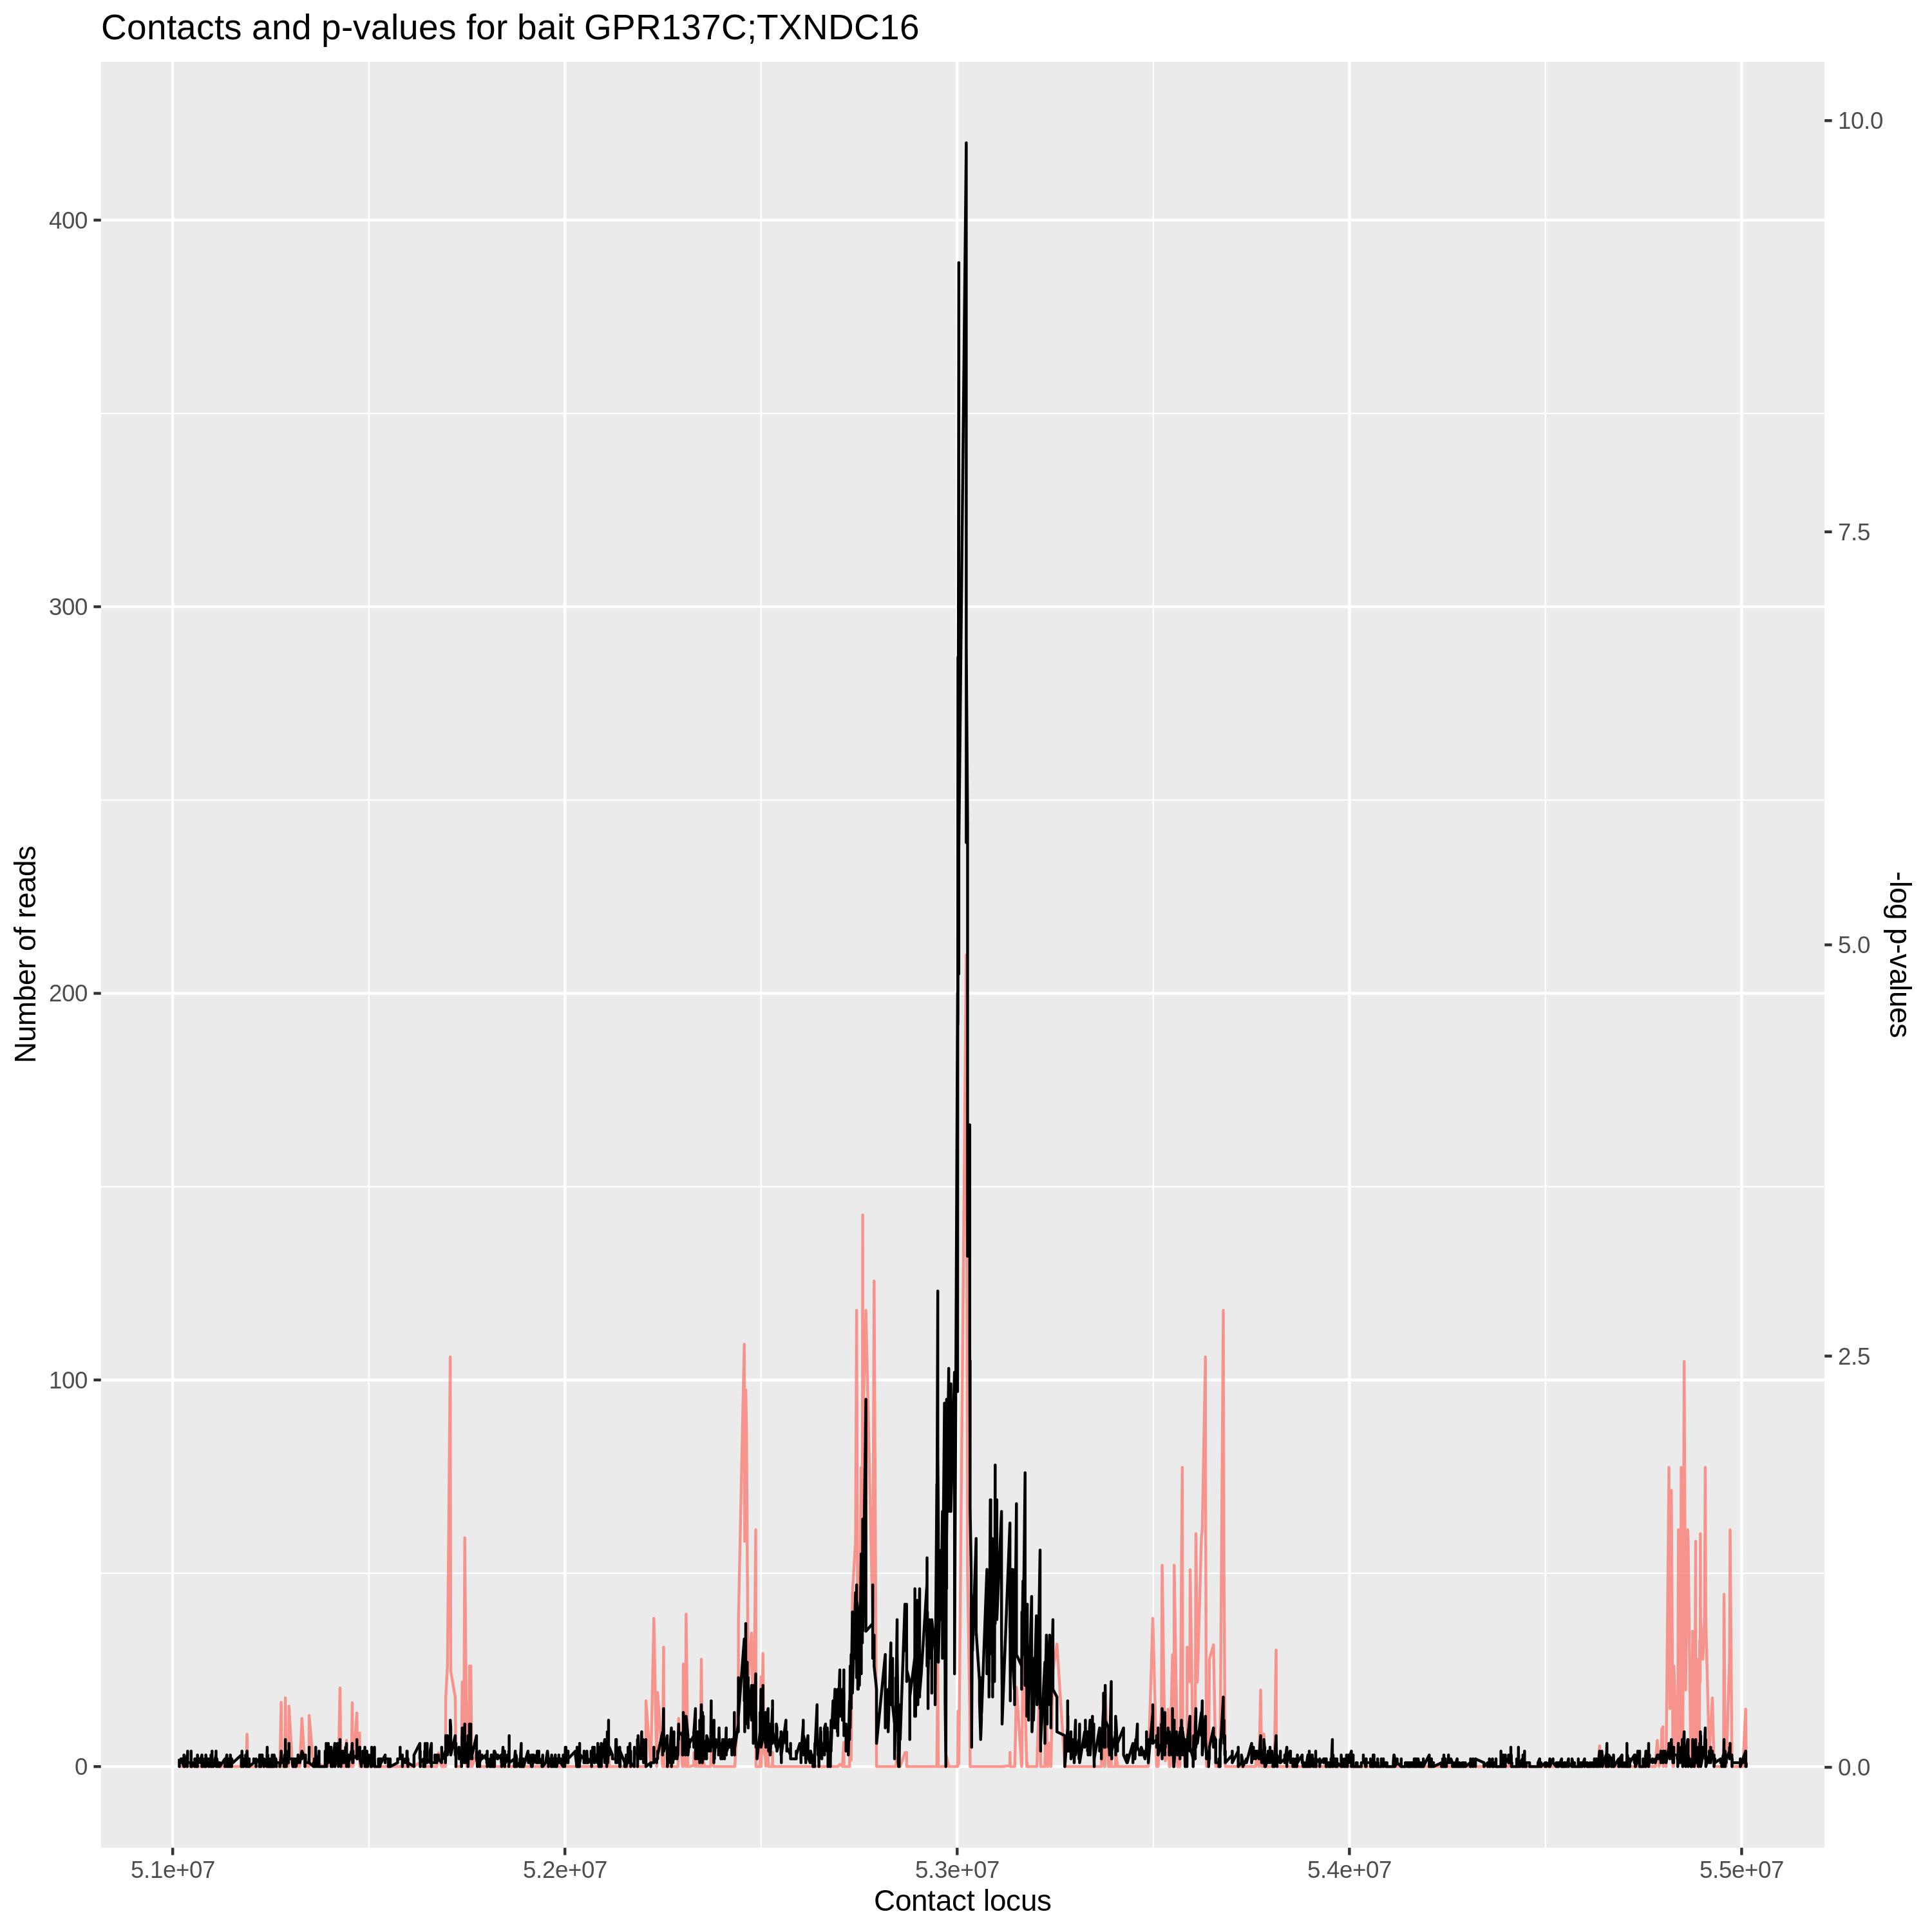 Contacts and p-values for bait GPR137C;TXNDC16
400
300
200
100
0
10.0
7.5
5.0
2.5
0.0
Number of reads
-log p-values
5.1e+07 5.2e+07 5.3e+07 5.4e+07 5.5e+07
Contact locus